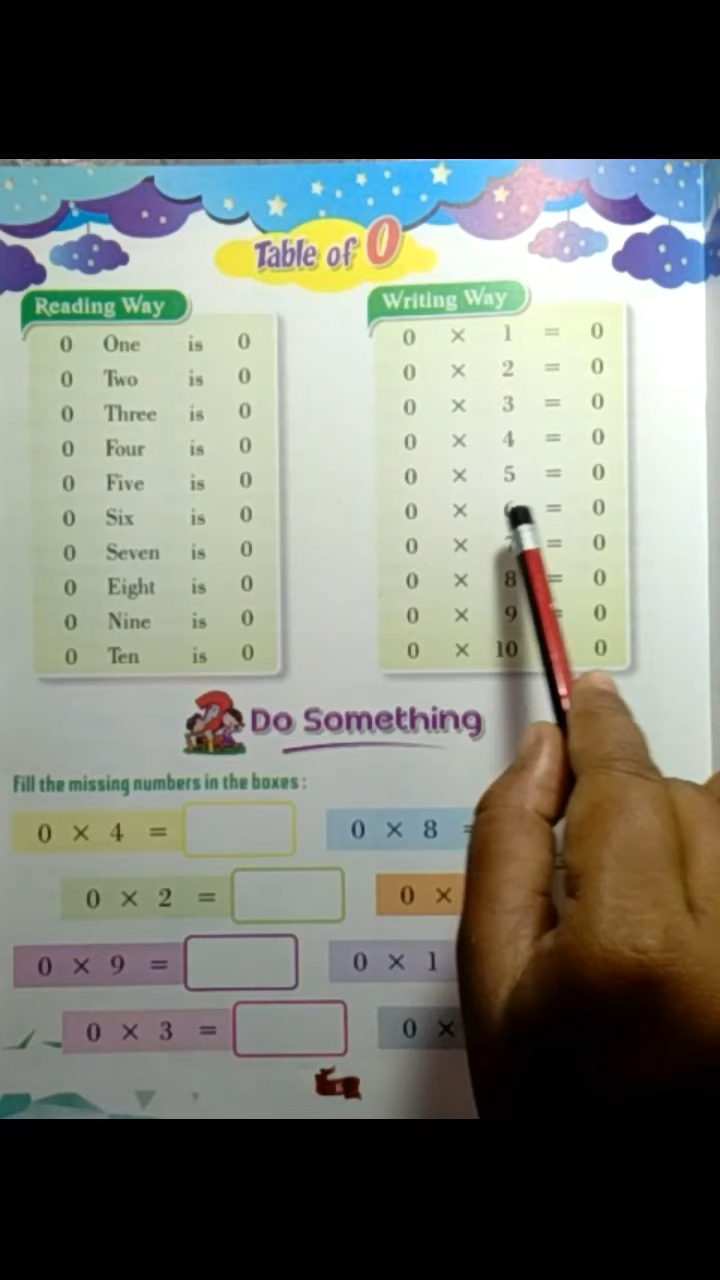 Table of 0
Reading Way
0 One is 0
0 Two is 0
0 Three is 0
0 Four is 0
0 Five is 0
0 Six is 0
0 Seven is 0
0 Eight is 0
0 Nine is 0
0 Ten is 0
Writing Way
0 × 1 = 0
0 × 2 = 0
0 × 3 = 0
0 × 4 = 0
0 × 5 = 0
0 × 6 = 0
0 × 7 = 0
0 × 8 = 0
0 × 9 = 0
0 × 10 0
Do Something
Fill the missing numbers in the boxes :
0 × 4 =
0 × 8 =
0 × 2 =
0 ×
0 × 9 =
0 × 1
0 × 3 =
0 ×